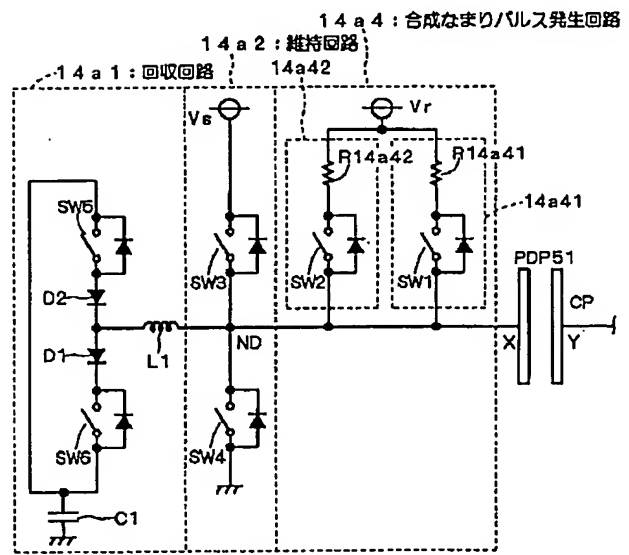 14a4：合成なまりパルス発生回路
14a2：維持回路
14a1：回収回路
14a42
Vs
Vr
R14a42
R14a41
14a41
SW5
SW3
SW2
SW1
PDP51
D2
CP
D1
L1
ND
X
Y
SW6
SW4
C1